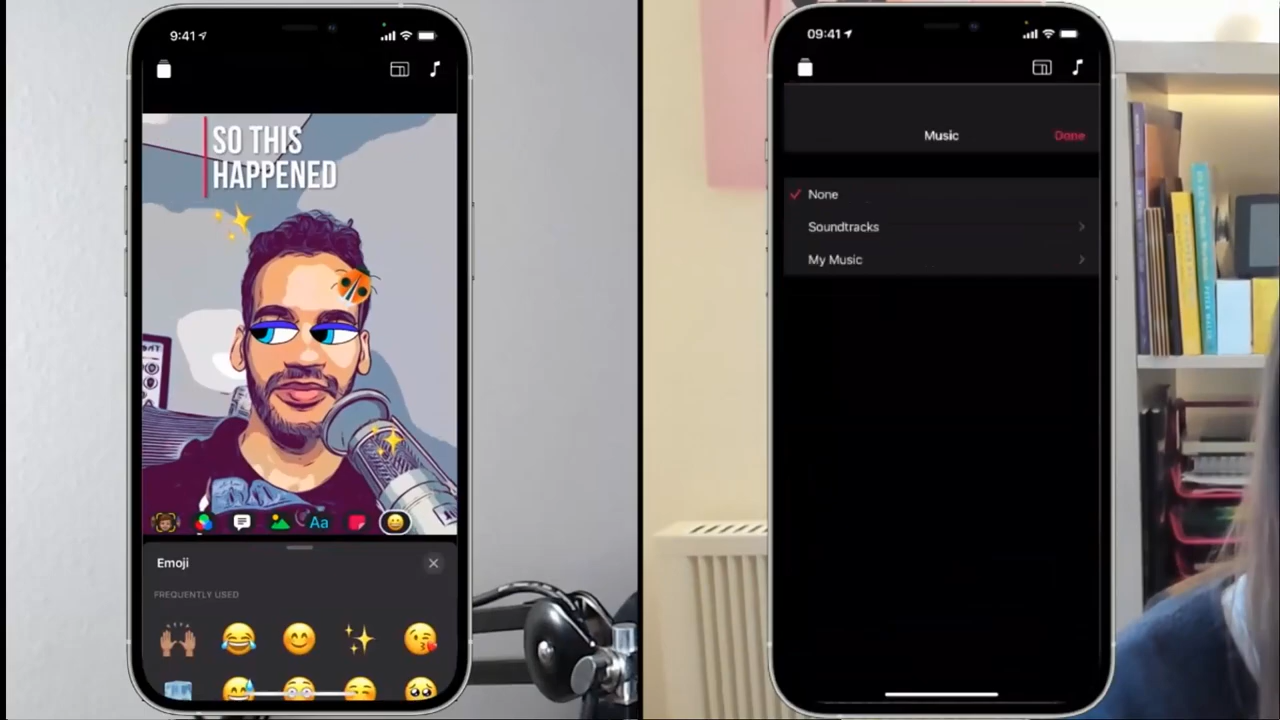 9:41
SO THIS
HAPPENED
Aa
Emoji
FREQUENTLY USED
09:41
Music
Done
None
Soundtracks
My Music